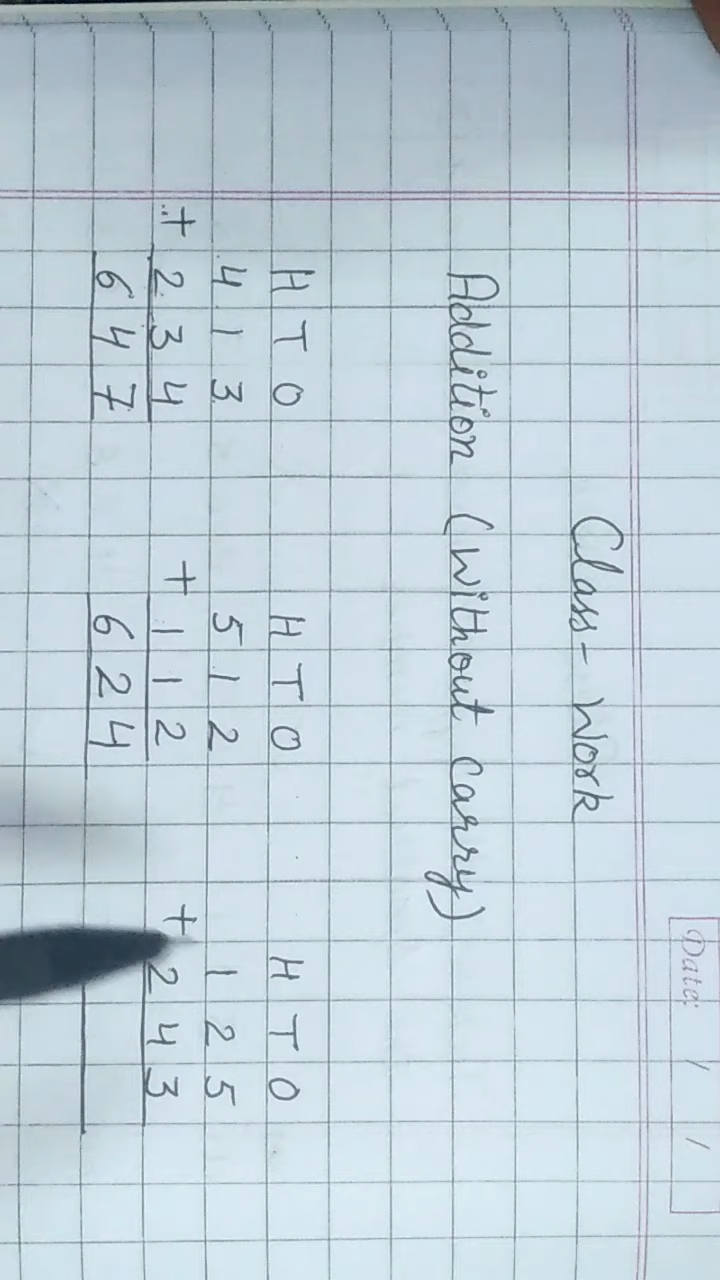 Date: / /
Class - Work
Addition (Without Carry)
H T O H T O H T O
4 1 3 5 1 2 1 2 5
+ 2 3 4 + 1 1 2 + 2 4 3
6 4 7 6 2 4